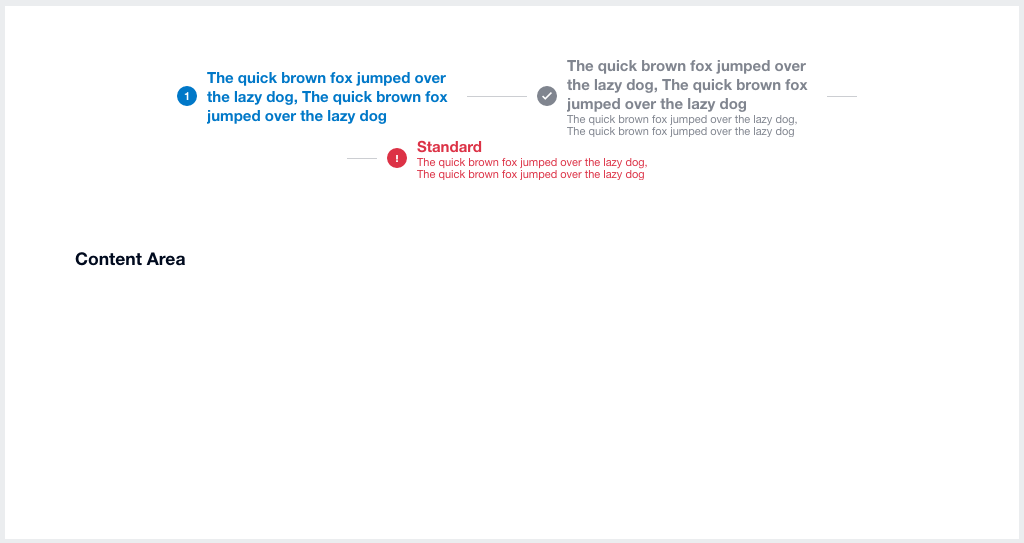 1
The quick brown fox jumped over
the lazy dog, The quick brown fox
jumped over the lazy dog
The quick brown fox jumped over
the lazy dog, The quick brown fox
jumped over the lazy dog
The quick brown fox jumped over the lazy dog,
The quick brown fox jumped over the lazy dog
!
Standard
The quick brown fox jumped over the lazy dog,
The quick brown fox jumped over the lazy dog
Content Area